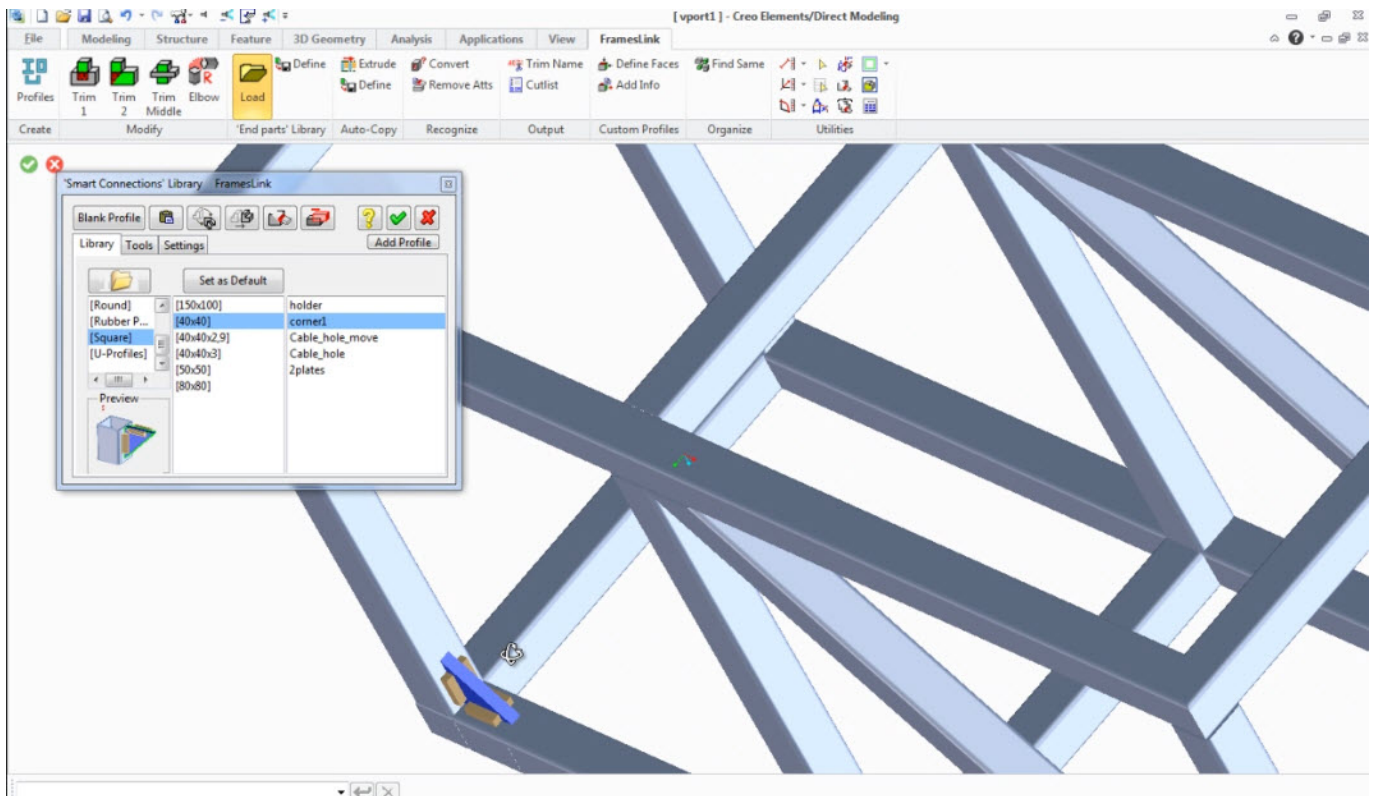 [ vport1 ] - Creo Elements/Direct Modeling
File Modeling Structure Feature 3D Geometry Analysis Applications View FramesLink
Profiles
Trim 1
Trim 2
Trim Middle
Elbow
Load
Define
Extrude
Define
Convert
Remove Atts
Trim Name
Cutlist
Define Faces
Add Info
Find Same
Create Modify 'End parts' Library Auto-Copy Recognize Output Custom Profiles Organize Utilities
'Smart Connections' Library FramesLink
Blank Profile
Library Tools Settings Add Profile
Set as Default
[Round] [150x100] holder
[Rubber P... [40x40] corner1
[Square] [40x40x2,9] Cable_hole_move
[U-Profiles] [40x40x3] Cable_hole
[50x50] 2plates
[80x80]
Preview